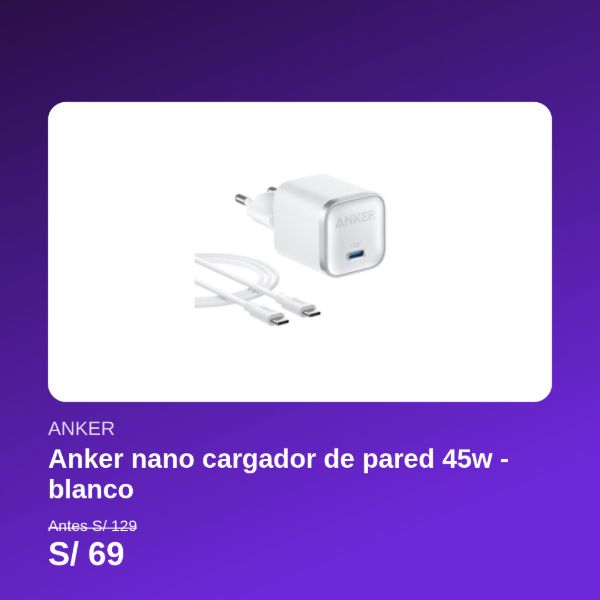 ANKER
ANKER
Anker nano cargador de pared 45w -
blanco
Antes S/ 129
S/ 69